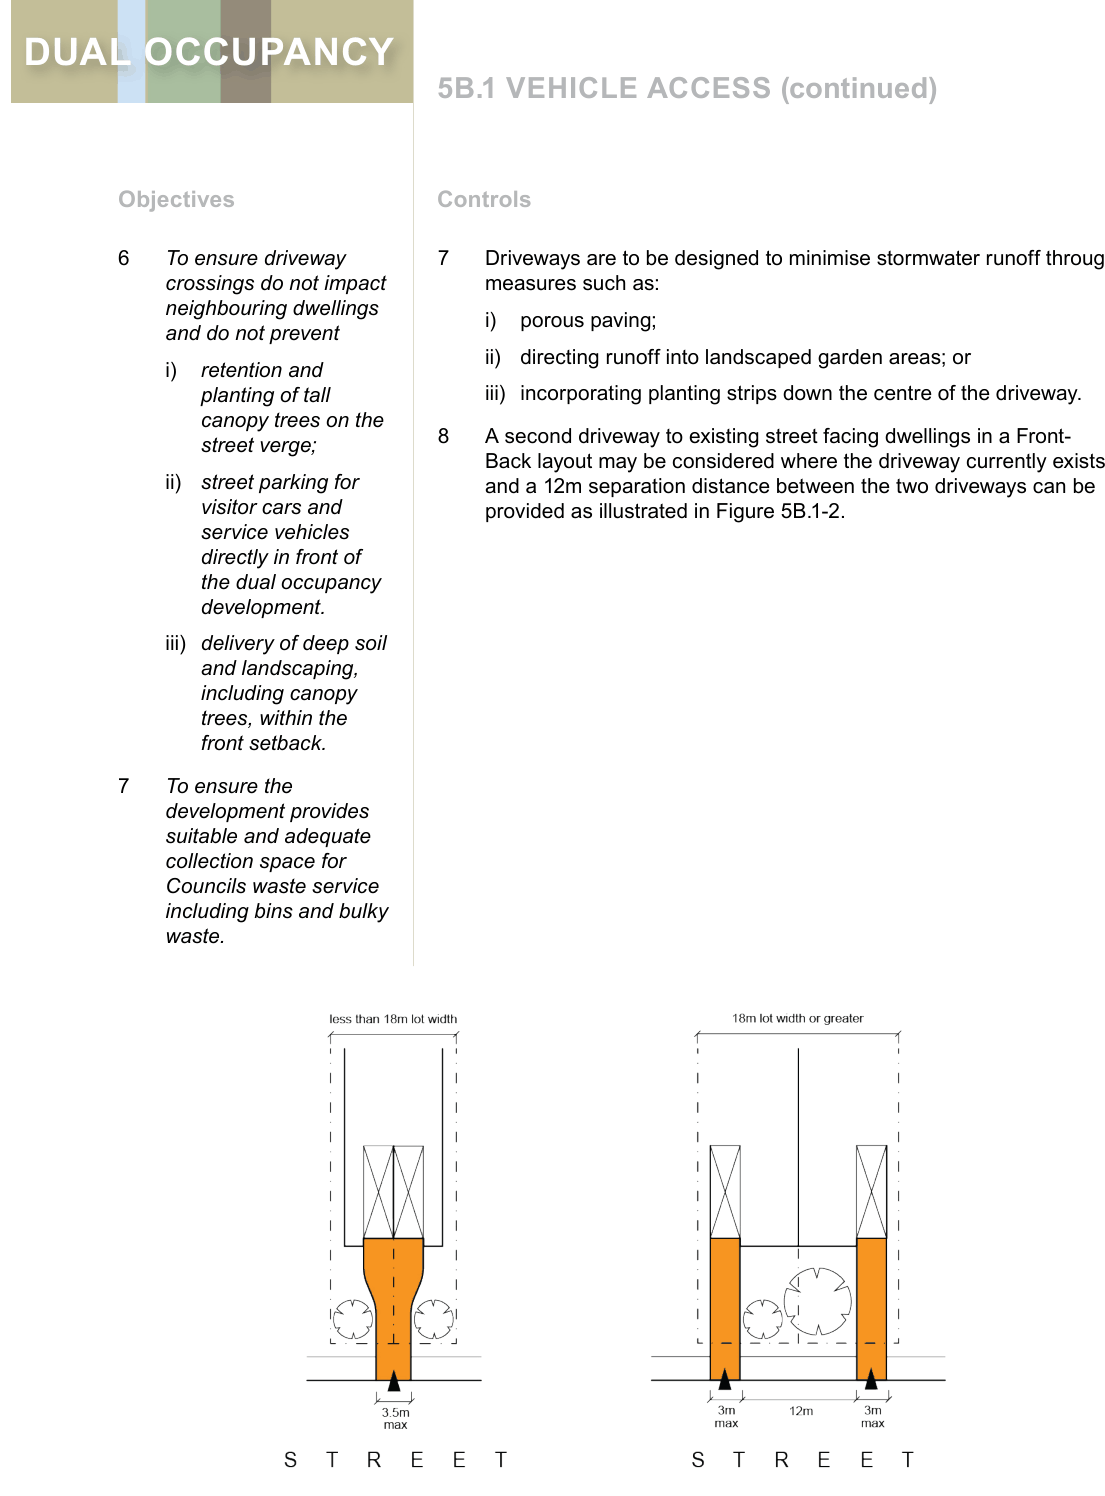 DUAL OCCUPANCY
5B.1 VEHICLE ACCESS (continued)
Objectives
6 To ensure driveway
crossings do not impact
neighbouring dwellings
and do not prevent
i) retention and
planting of tall
canopy trees on the
street verge;
ii) street parking for
visitor cars and
service vehicles
directly in front of
the dual occupancy
development.
iii) delivery of deep soil
and landscaping,
including canopy
trees, within the
front setback.
7 To ensure the
development provides
suitable and adequate
collection space for
Councils waste service
including bins and bulky
waste.
Controls
7 Driveways are to be designed to minimise stormwater runoff throug
measures such as:
i) porous paving;
ii) directing runoff into landscaped garden areas; or
iii) incorporating planting strips down the centre of the driveway.
8 A second driveway to existing street facing dwellings in a Front-
Back layout may be considered where the driveway currently exists
and a 12m separation distance between the two driveways can be
provided as illustrated in Figure 5B.1-2.
less than 18m lot width
3.5m
max
S T R E E T
18m lot width or greater
3m
max
12m
3m
max
S T R E E T